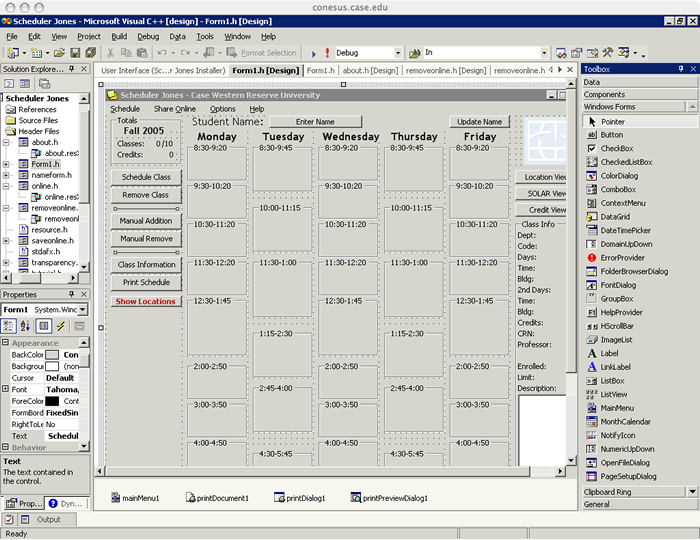 conesus.case.edu
Scheduler Jones - Microsoft Visual C++ [design] - Form1.h [Design]
File Edit View Project Build Debug Data Tools Window Help
Format Selection Debug In
Solution Explore...
Scheduler Jones
References
Source Files
Header Files
about.h
about.res
Form1.h
nameform.h
online.h
online.res
removeonline.h
removeonl
resource.h
saveonline.h
stdafx.h
transparency.
Properties
Form1 System.Winc
Appearance
BackColor Con
Backgrour (non
Cursor Default
Font Tahoma,
ForeColor Cont
FormBord FixedSin
RightToLe No
Text Schedul
Behavior
Text
The text contained in the control.
Prop... Dyn...
Output
Ready
User Interface (Sc...r Jones Installer) Form1.h [Design] Form1.h about.h [Design] removeonline.h [Design] removeonline.h
Scheduler Jones - Case Western Reserve University
Schedule Share Online Options Help
Totals
Fall 2005
Classes: 0/10
Credits: 0
Schedule Class
Remove Class
Manual Addition
Manual Remove
Class Information
Print Schedule
Show Locations
Student Name: Enter Name Update Name
Monday Tuesday Wednesday Thursday Friday
8:30-9:20 8:30-9:45 8:30-9:20 8:30-9:45 8:30-9:20
9:30-10:20 9:30-10:20 9:30-10:20
10:00-11:15 10:00-11:15
10:30-11:20 10:30-11:20 10:30-11:20
11:30-12:20 11:30-1:00 11:30-12:20 11:30-1:00 11:30-12:20
12:30-1:45 12:30-1:45 12:30-1:45
1:15-2:30 1:15-2:30
2:00-2:50 2:00-2:50 2:00-2:50
2:45-4:00 2:45-4:00
3:00-3:50 3:00-3:50 3:00-3:50
4:00-4:50 4:00-4:50 4:00-4:50
4:30-5:45 4:30-5:45
Location View
SOLAR View
Credit View
Class Info
Dept:
Code:
Days:
Time:
Bldg:
2nd Days:
Time:
Bldg:
Credits:
CRN:
Professor:
Enrolled:
Limit:
Description:
mainMenu1 printDocument1 printDialog1 printPreviewDialog1
Toolbox
Data
Components
Windows Forms
Pointer
Button
CheckBox
CheckedListBox
ColorDialog
ComboBox
ContextMenu
DataGrid
DateTimePicker
DomainUpDown
ErrorProvider
FolderBrowserDialog
FontDialog
GroupBox
HelpProvider
HScrollBar
ImageList
Label
LinkLabel
ListBox
ListView
MainMenu
MonthCalendar
NotifyIcon
NumericUpDown
OpenFileDialog
PageSetupDialog
Clipboard Ring
General